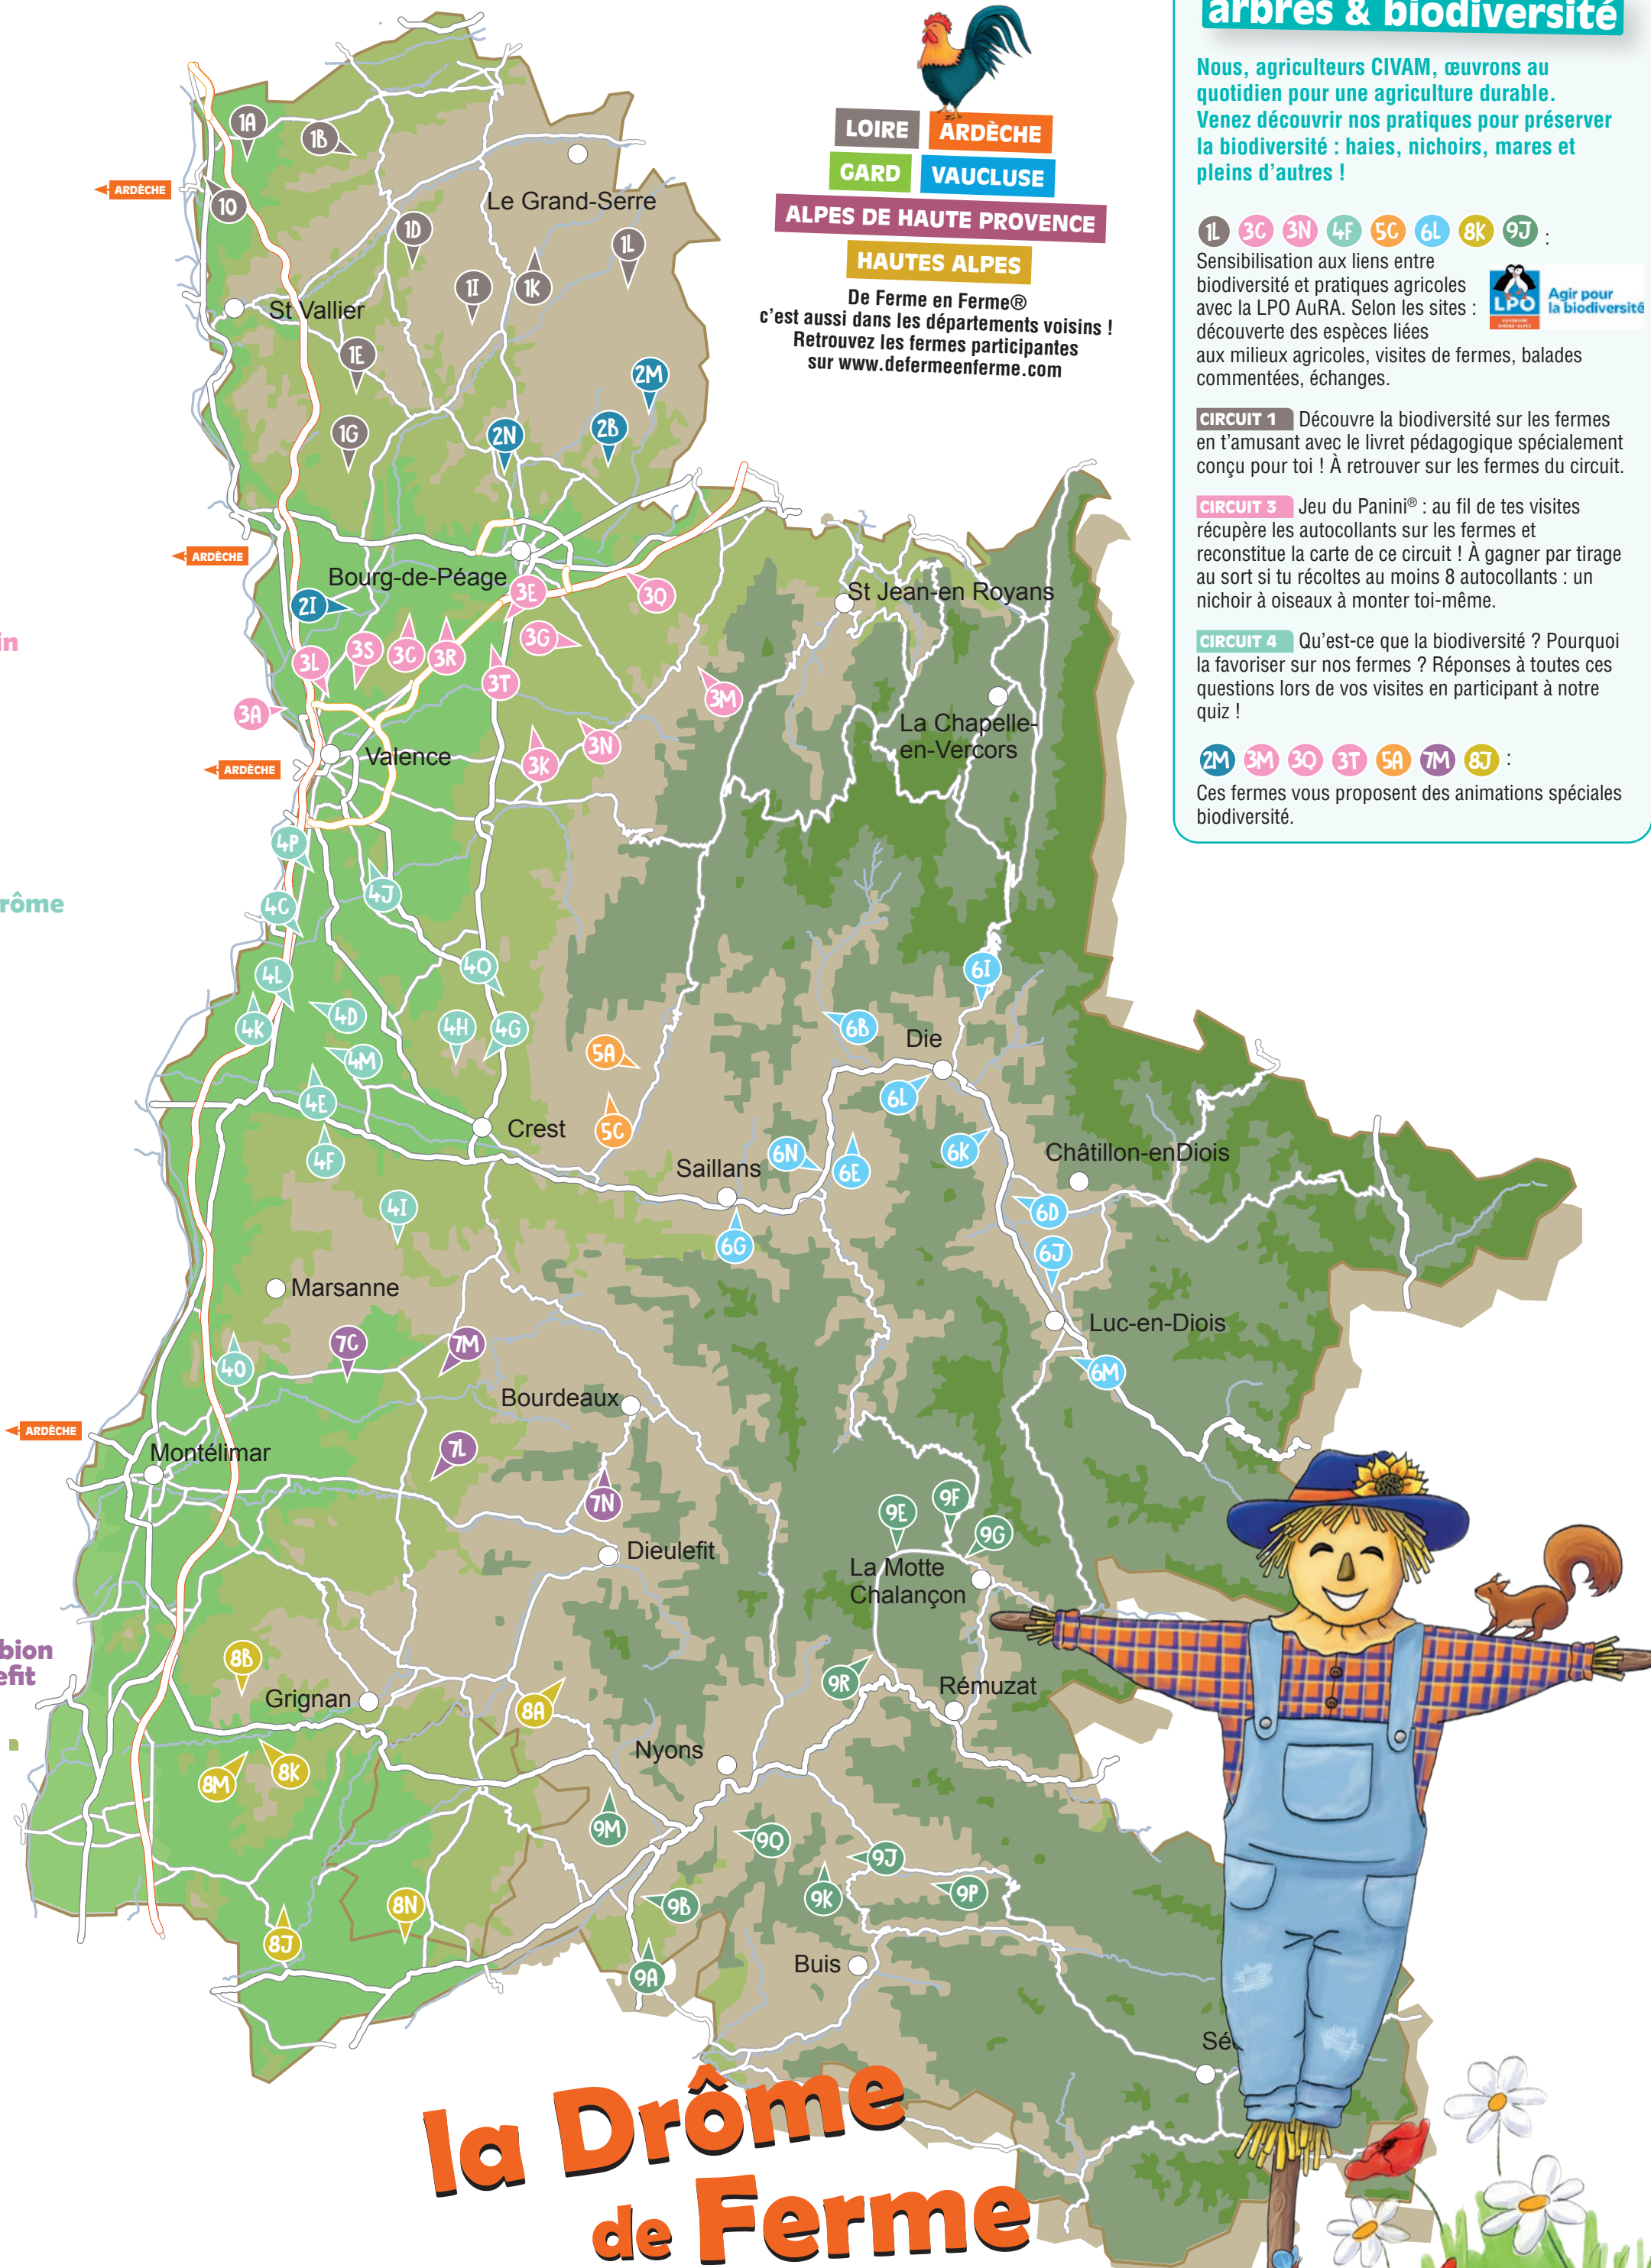 arbres & biodiversité
Nous, agriculteurs CIVAM, œuvrons au
quotidien pour une agriculture durable.
Venez découvrir nos pratiques pour préserver
la biodiversité : haies, nichoirs, mares et
pleins d'autres !
1L 3C 3N 4F 5C 6L 8K 9J :
Sensibilisation aux liens entre
biodiversité et pratiques agricoles
avec la LPO AuRA. Selon les sites :
découverte des espèces liées
aux milieux agricoles, visites de fermes, balades
commentées, échanges.
LPO
AUVERGNE
RHÔNE-ALPES
Agir pour
la biodiversité
CIRCUIT 1 Découvre la biodiversité sur les fermes
en t'amusant avec le livret pédagogique spécialement
conçu pour toi ! À retrouver sur les fermes du circuit.
CIRCUIT 3 Jeu du Panini® : au fil de tes visites
récupère les autocollants sur les fermes et
reconstitue la carte de ce circuit ! À gagner par tirage
au sort si tu récoltes au moins 8 autocollants : un
nichoir à oiseaux à monter toi-même.
CIRCUIT 4 Qu'est-ce que la biodiversité ? Pourquoi
la favoriser sur nos fermes ? Réponses à toutes ces
questions lors de vos visites en participant à notre
quiz !
2M 3M 3Q 3T 5A 7M 8J :
Ces fermes vous proposent des animations spéciales
biodiversité.
LOIRE ARDÈCHE
GARD VAUCLUSE
ALPES DE HAUTE PROVENCE
HAUTES ALPES
De Ferme en Ferme®
c'est aussi dans les départements voisins !
Retrouvez les fermes participantes
sur www.defermeenferme.com
1A
1B
ARDÈCHE
1O
Le Grand-Serre
1D
1L
1I
1K
St Vallier
1E
2M
1G
2N
2B
ARDÈCHE
Bourg-de-Péage
2I
3E
3Q
St Jean-en Royans
in
3L
3S
3C
3R
3G
3T
3M
3A
La Chapelle-
en-Vercors
Valence
3K
3N
ARDÈCHE
4P
4J
rôme
4C
4L
4Q
6I
4K
4D
4H
4G
6B
Die
4M
5A
4E
6L
Crest
5C
4F
Saillans
6N
6E
6K
Châtillon-enDiois
4I
6G
6D
6J
Marsanne
Luc-en-Diois
4O
7C
7M
6M
Bourdeaux
ARDÈCHE
Montélimar
7L
7N
9E
9F
9G
Dieulefit
La Motte
Chalançon
bion
efit
8B
Grignan
8A
9R
Rémuzat
Nyons
8M
8K
9M
9Q
9J
9K
9P
8N
9B
8J
9A
Buis
Sé
la Drôme
de Ferme